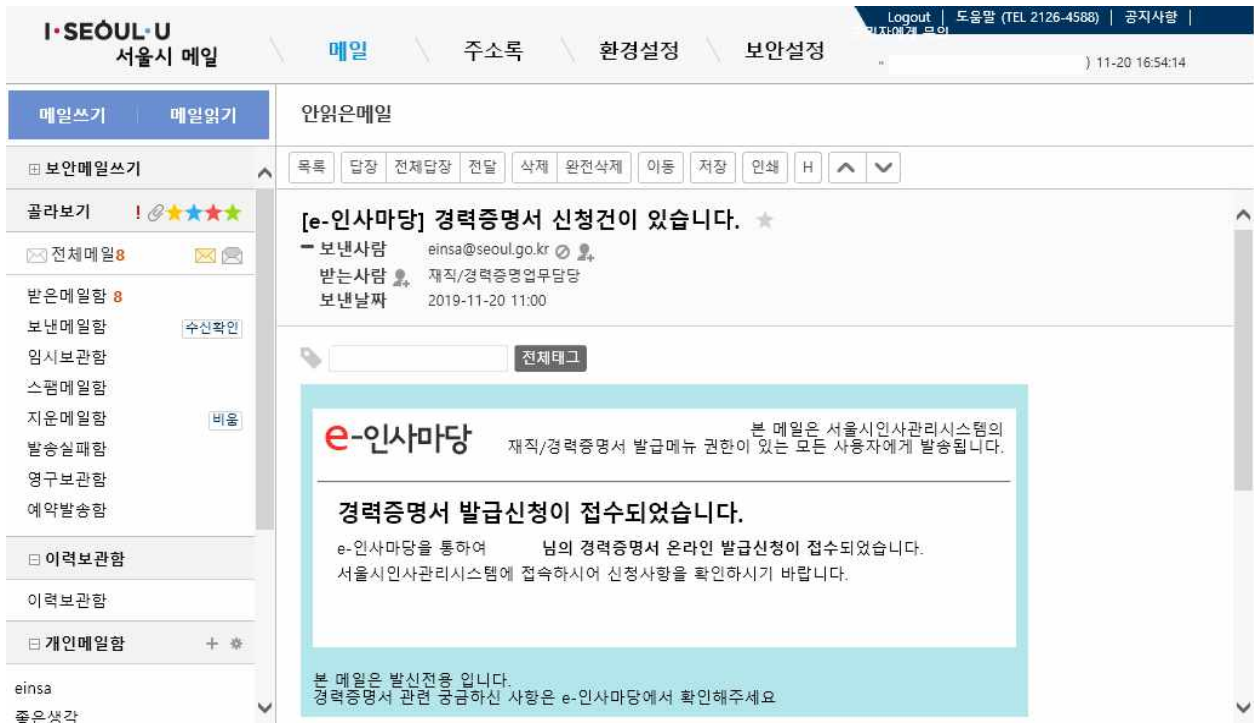 I·SEOUL·U
서울시 메일
메일 주소록 환경설정 보안설정
Logout | 도움말 (TEL 2126-4588) | 공지사항 |
) 11-20 16:54:14
메일쓰기 메일읽기
안읽은메일
보안메일쓰기
목록 답장 전체답장 전달 삭제 완전삭제 이동 저장 인쇄 H
골라보기 !
전체메일8
받은메일함 8
보낸메일함 수신확인
임시보관함
스팸메일함
지운메일함 비움
발송실패함
영구보관함
예약발송함
이력보관함
이력보관함
개인메일함 +
einsa
좋은생각
[e-인사마당] 경력증명서 신청건이 있습니다.
보낸사람 einsa@seoul.go.kr
받는사람 재직/경력증명업무담당
보낸날짜 2019-11-20 11:00
전체태그
e-인사마당
본 메일은 서울시인사관리시스템의
재직/경력증명서 발급메뉴 권한이 있는 모든 사용자에게 발송됩니다.
경력증명서 발급신청이 접수되었습니다.
e-인사마당을 통하여 님의 경력증명서 온라인 발급신청이 접수되었습니다.
서울시인사관리시스템에 접속하시어 신청사항을 확인하시기 바랍니다.
본 메일은 발신전용 입니다.
경력증명서 관련 궁금하신 사항은 e-인사마당에서 확인해주세요